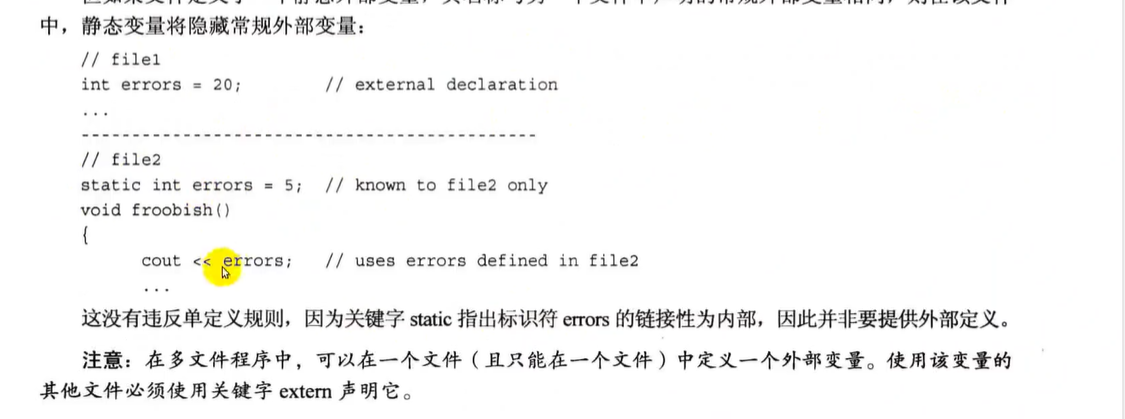 中，静态变量将隐藏常规外部变量：
// file1
int errors = 20;          // external declaration
...
---------------------------------------------
// file2
static int errors = 5;  // known to file2 only
void froobish()
{
      cout << errors;   // uses errors defined in file2
      ...
这没有违反单定义规则，因为关键字 static 指出标识符 errors 的链接性为内部，因此并非要提供外部定义。
注意：在多文件程序中，可以在一个文件（且只能在一个文件）中定义一个外部变量。使用该变量的
其他文件必须使用关键字 extern 声明它。